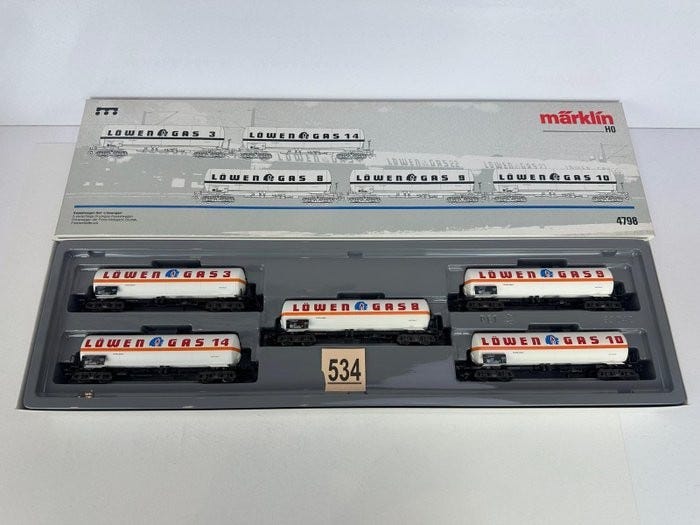 märklin
H0
LÖWEN GAS 3
LÖWEN GAS 14
LÖWEN GAS 8
LÖWEN GAS 9
LÖWEN GAS 10
4798
LÖWEN GAS 3
LÖWEN GAS 9
LÖWEN GAS 8
LÖWEN GAS 14
LÖWEN GAS 10
534